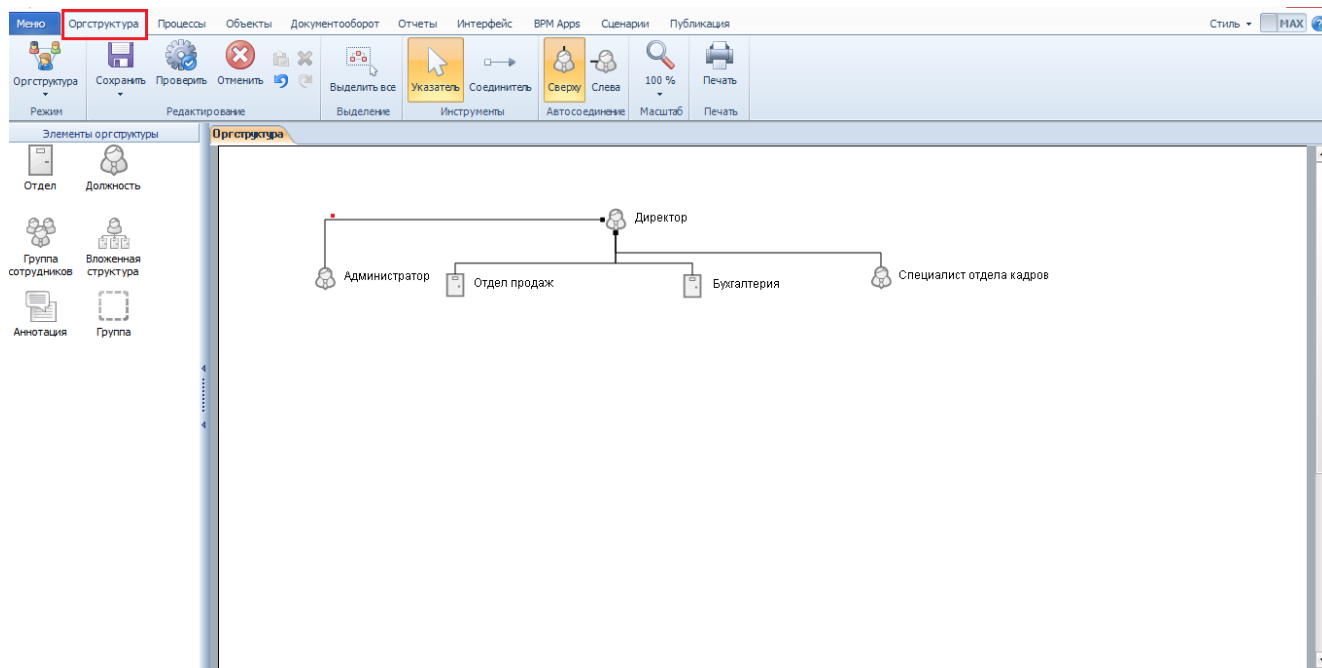 Меню Оргструктура Процессы Объекты Документооборот Отчеты Интерфейс BPM Apps Сценарии Публикация Стиль MAX
Оргструктура Сохранить Проверить Отменить Выделить все Указатель Соединитель Сверху Слева 100 % Печать
Режим Редактирование Выделение Инструменты Автосоединение Масштаб Печать
Элементы оргструктуры Оргструктура
Отдел Должность
Группа сотрудников Вложенная структура
Аннотация Группа
Директор
Администратор Отдел продаж Бухгалтерия Специалист отдела кадров